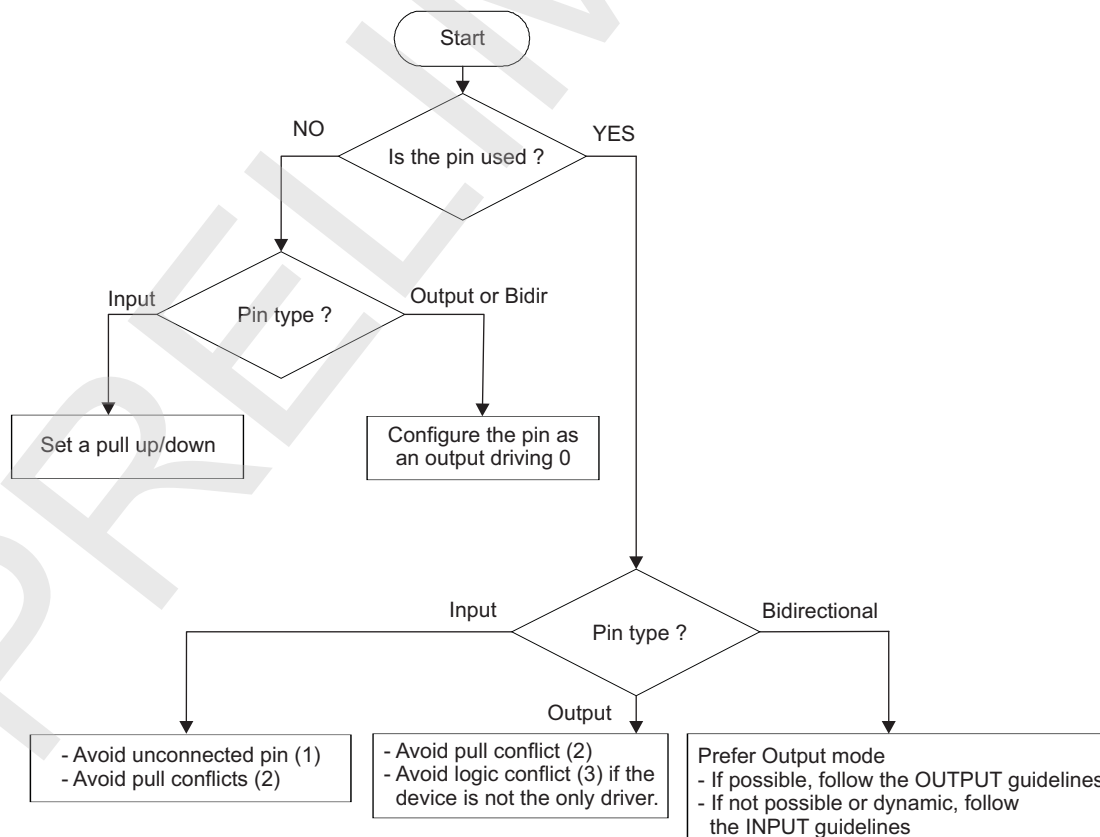 Start
Is the pin used ?
NO
YES
Pin type ?
Input
Output or Bidir
Set a pull up/down
Configure the pin as
an output driving 0
Pin type ?
Input
Bidirectional
Output
- Avoid unconnected pin (1)
- Avoid pull conflicts (2)
- Avoid pull conflict (2)
- Avoid logic conflict (3) if the
device is not the only driver.
Prefer Output mode
- If possible, follow the OUTPUT guidelines
- If not possible or dynamic, follow
the INPUT guidelines
PRELIM